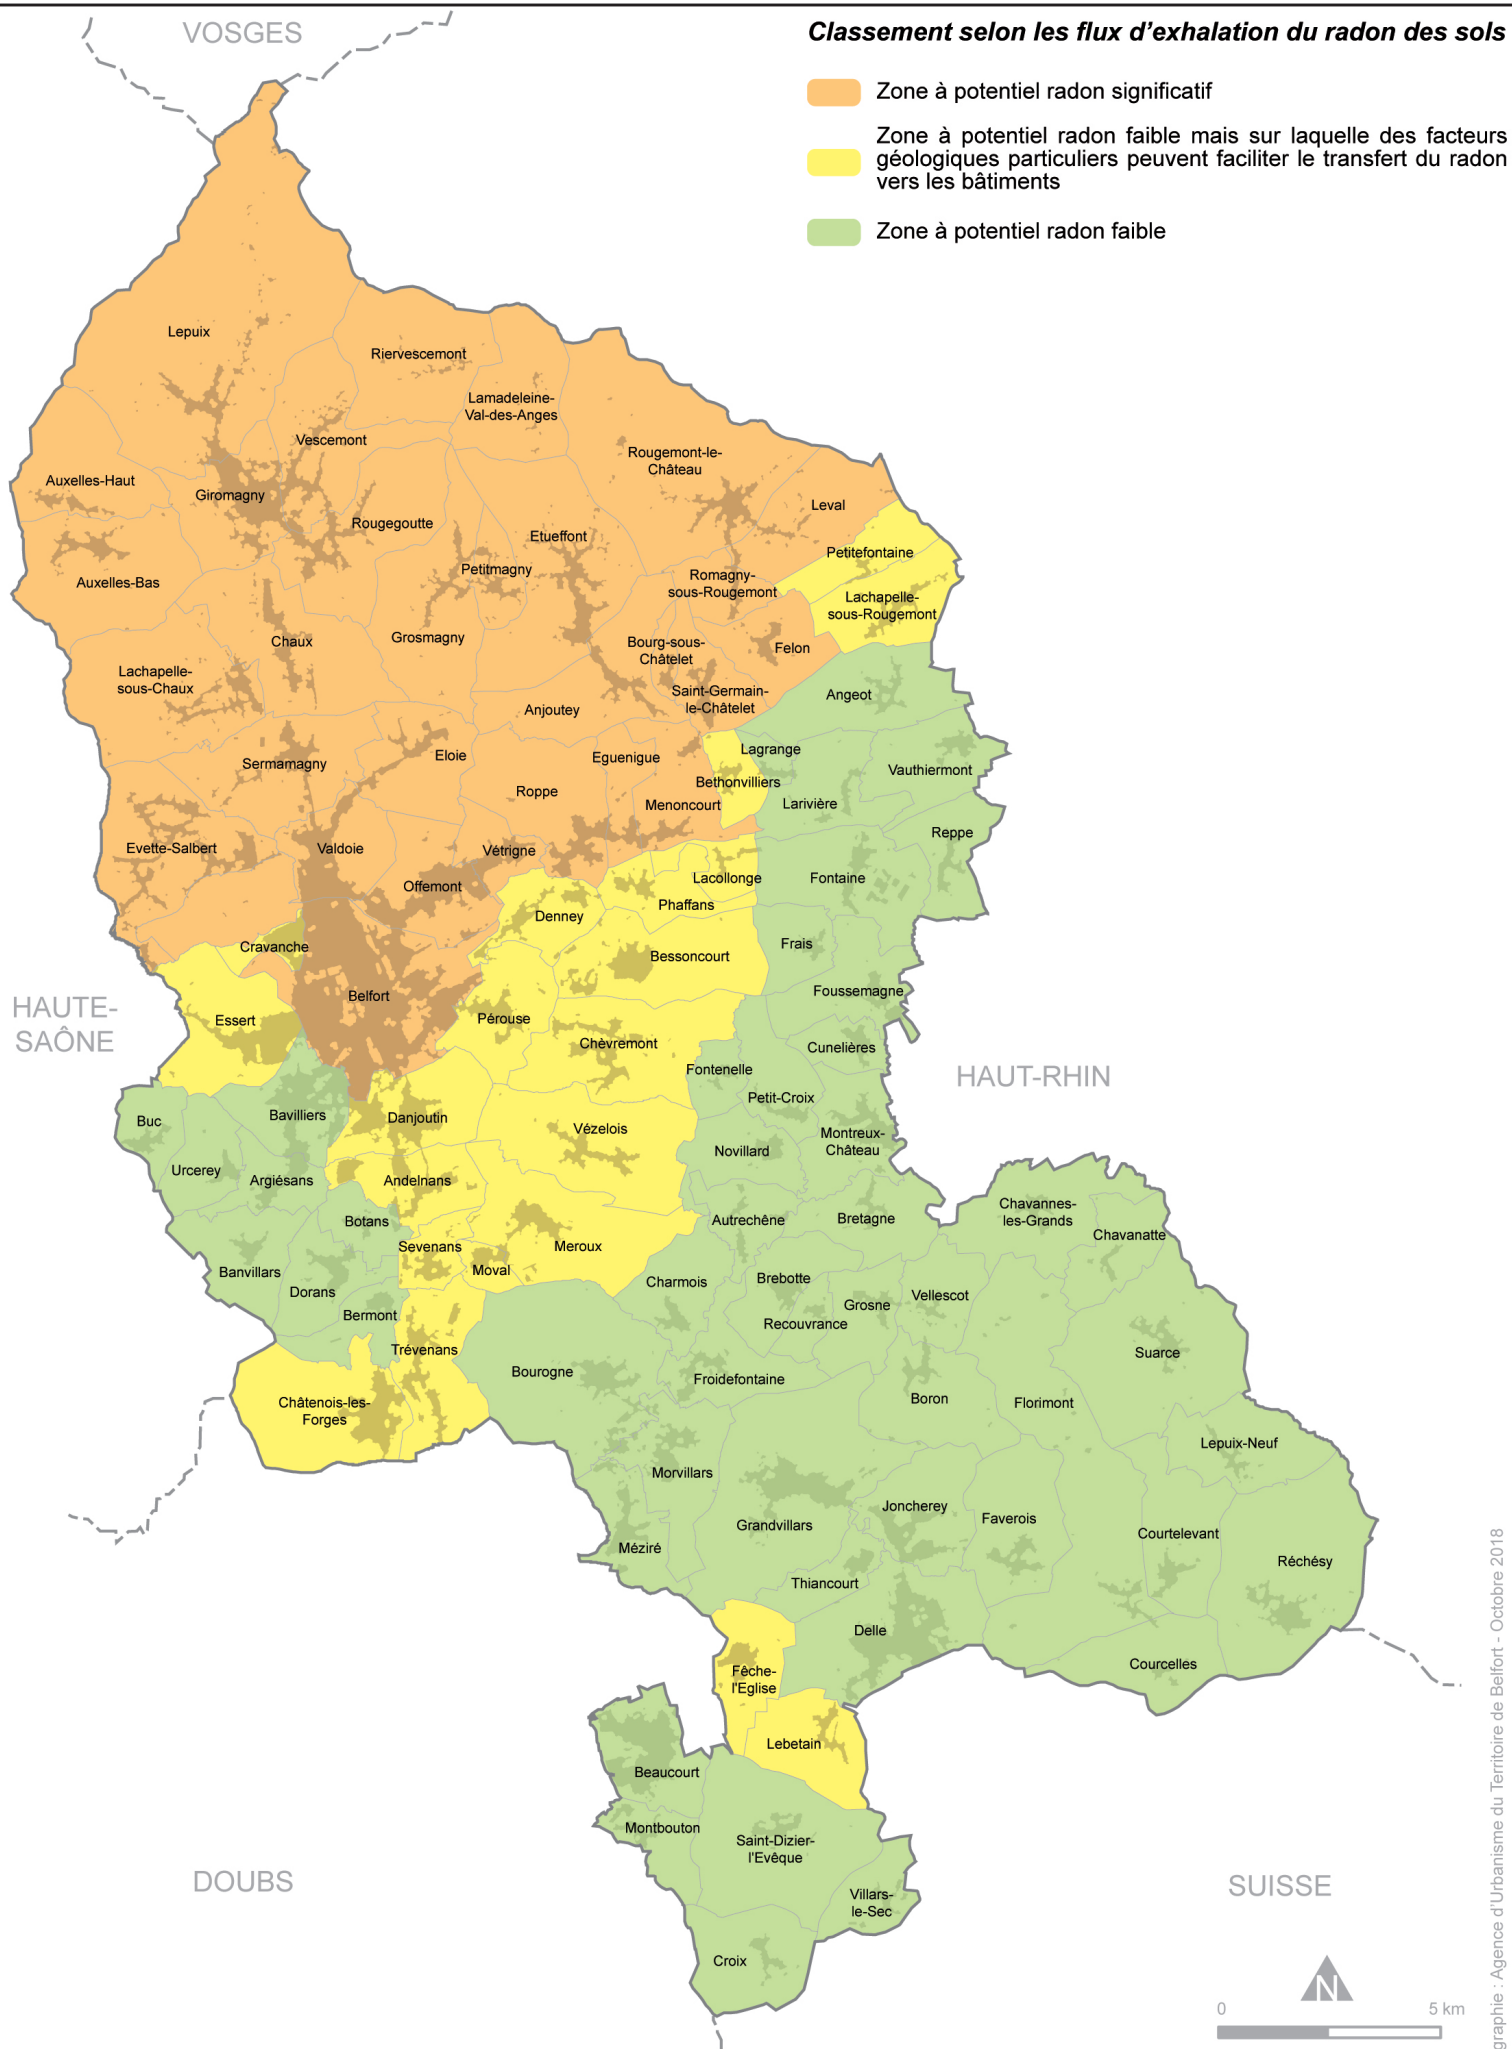 VOSGES
Classement selon les flux d’exhalation du radon des sols
Zone à potentiel radon significatif
Zone à potentiel radon faible mais sur laquelle des facteurs
géologiques particuliers peuvent faciliter le transfert du radon
vers les bâtiments
Zone à potentiel radon faible
Lepuix
Riervescemont
Lamadeleine-
Val-des-Anges
Vescemont
Rougemont-le-
Château
Auxelles-Haut
Giromagny
Leval
Rougegoutte
Etueffont
Petitefontaine
Petitmagny
Auxelles-Bas
Romagny-
sous-Rougemont
Lachapelle-
sous-Rougemont
Chaux
Grosmagny
Bourg-sous-
Châtelet
Felon
Lachapelle-
sous-Chaux
Saint-Germain-
le-Châtelet
Angeot
Anjoutey
Lagrange
Eloie
Eguenigue
Sermamagny
Vauthiermont
Bethonvilliers
Roppe
Menoncourt
Larivière
Reppe
Evette-Salbert
Valdoie
Vétrigne
Lacollonge
Fontaine
Offemont
Phaffans
Denney
Cravanche
Frais
Bessoncourt
Foussemagne
Belfort
HAUTE-
SAÔNE
Essert
Pérouse
Chèvremont
Cunelières
Fontenelle
HAUT-RHIN
Petit-Croix
Buc
Bavilliers
Danjoutin
Vézelois
Montreux-
Château
Novillard
Urcerey
Argiésans
Andelnans
Chavannes-
les-Grands
Botans
Autrechêne
Bretagne
Chavanatte
Sevenans
Meroux
Moval
Banvillars
Charmois
Brebotte
Dorans
Vellescot
Grosne
Bermont
Recouvrance
Trévenans
Suarce
Bourogne
Froidefontaine
Châtenois-les-
Forges
Boron
Florimont
Lepuix-Neuf
Morvillars
Joncherey
Grandvillars
Faverois
Courtelevant
Méziré
Réchésy
Thiancourt
Delle
Courcelles
Fêche-
l'Eglise
Lebetain
Beaucourt
Montbouton
Saint-Dizier-
l'Evêque
DOUBS
SUISSE
Villars-
le-Sec
Croix
N
0
5 km
graphie : Agence d'Urbanisme du Territoire de Belfort - Octobre 2018